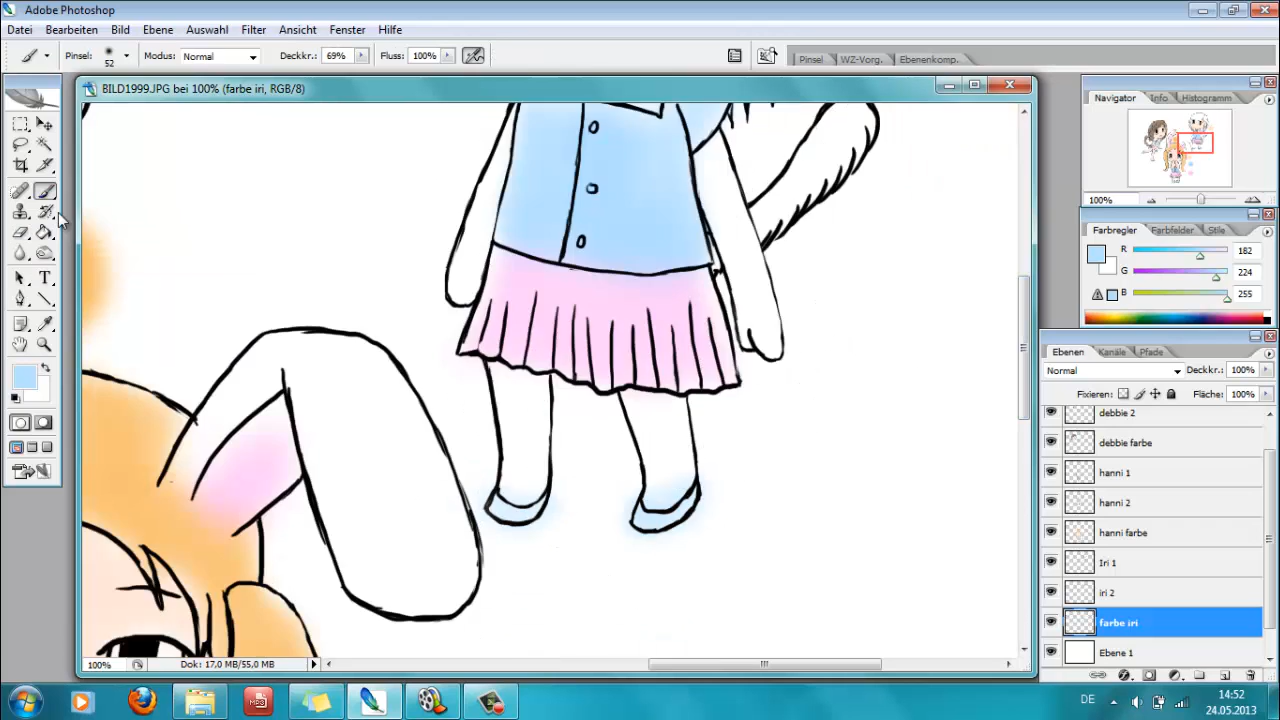 Adobe Photoshop
Datei Bearbeiten Bild Ebene Auswahl Filter Ansicht Fenster Hilfe
Pinsel: 52 Modus: Normal Deckkr.: 69% Fluss: 100% Pinsel WZ-Vorg. Ebenenkomp.
BILD1999.JPG bei 100% (farbe iri, RGB/8)
Navigator Info Histogramm
100%
Farbregler Farbfelder Stile
R 182
G 224
B 255
Ebenen Kanäle Pfade
Normal Deckkr.: 100%
Fixieren: Fläche: 100%
debbie 2
debbie farbe
hanni 1
hanni 2
hanni farbe
Iri 1
iri 2
farbe iri
Ebene 1
T
100% Dok: 17,0 MB/55,0 MB
MP3
DE 14:52
24.05.2013